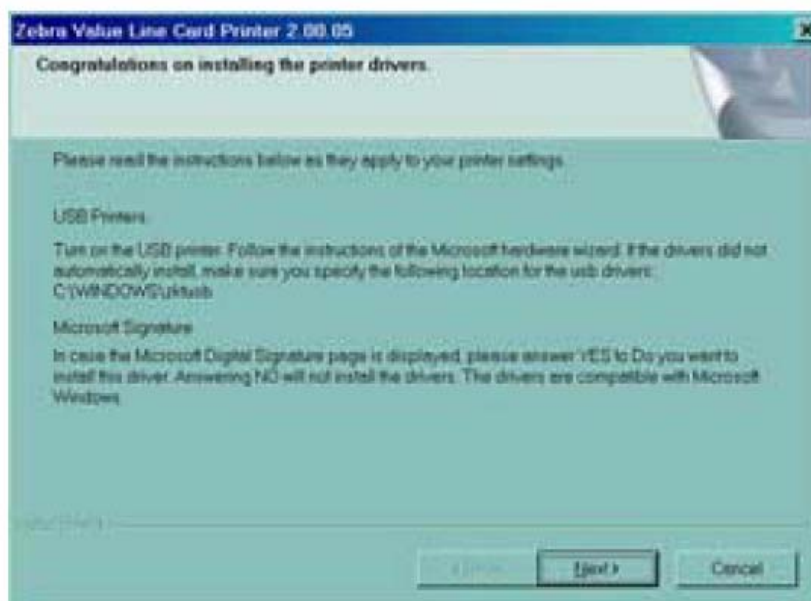 Zebra Value Line Card Printer 2.00.05
Congratulations on installing the printer drivers.
Please read the instructions below as they apply to your printer settings.
USB Printers:
Turn on the USB printer. Follow the instructions of the Microsoft hardware wizard. If the drivers did not
automatically install, make sure you specify the following location for the usb drivers:
Microsoft Signature
In case the Microsoft Digital Signature page is displayed, please answer YES to Do you want to
install this driver. Answering NO will not install the drivers. The drivers are compatible with Microsoft
Windows
Next >
Cancel